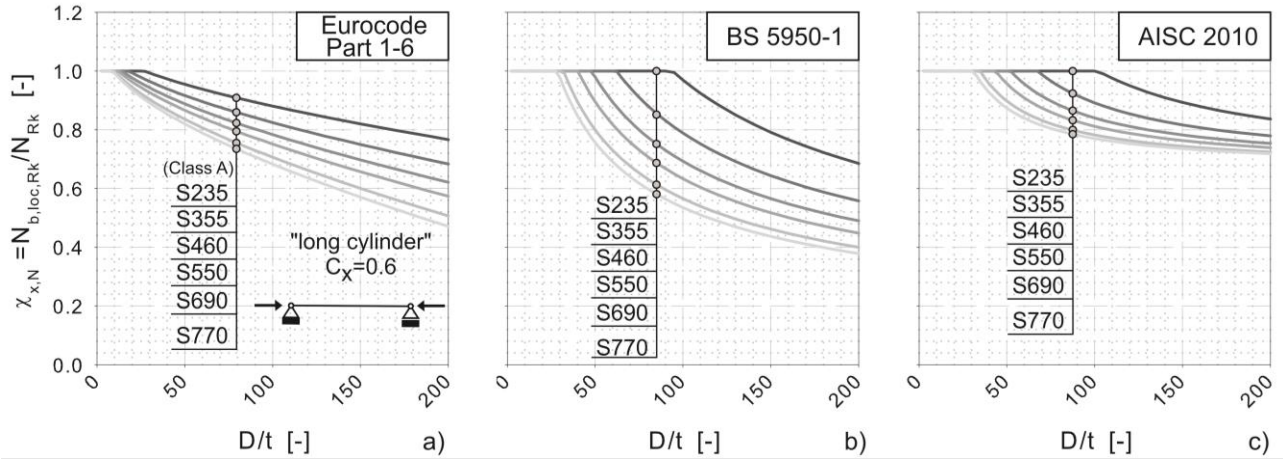 χx,N =Nb,loc,Rk/NRk [-]
1.0
0.8
0.6
0.4
0.2
0.0
Eurocode
Part 1-6
(Class A)
S235
S355
S460
S550
S690
S770
"long cylinder"
Cx=0.6
0
50
100
150
200
D/t [-]
a)
BS 5950-1
S235
S355
S460
S550
S690
S770
0
50
100
150
200
D/t [-]
b)
AISC 2010
S235
S355
S460
S550
S690
S770
0
50
100
150
200
D/t [-]
c)